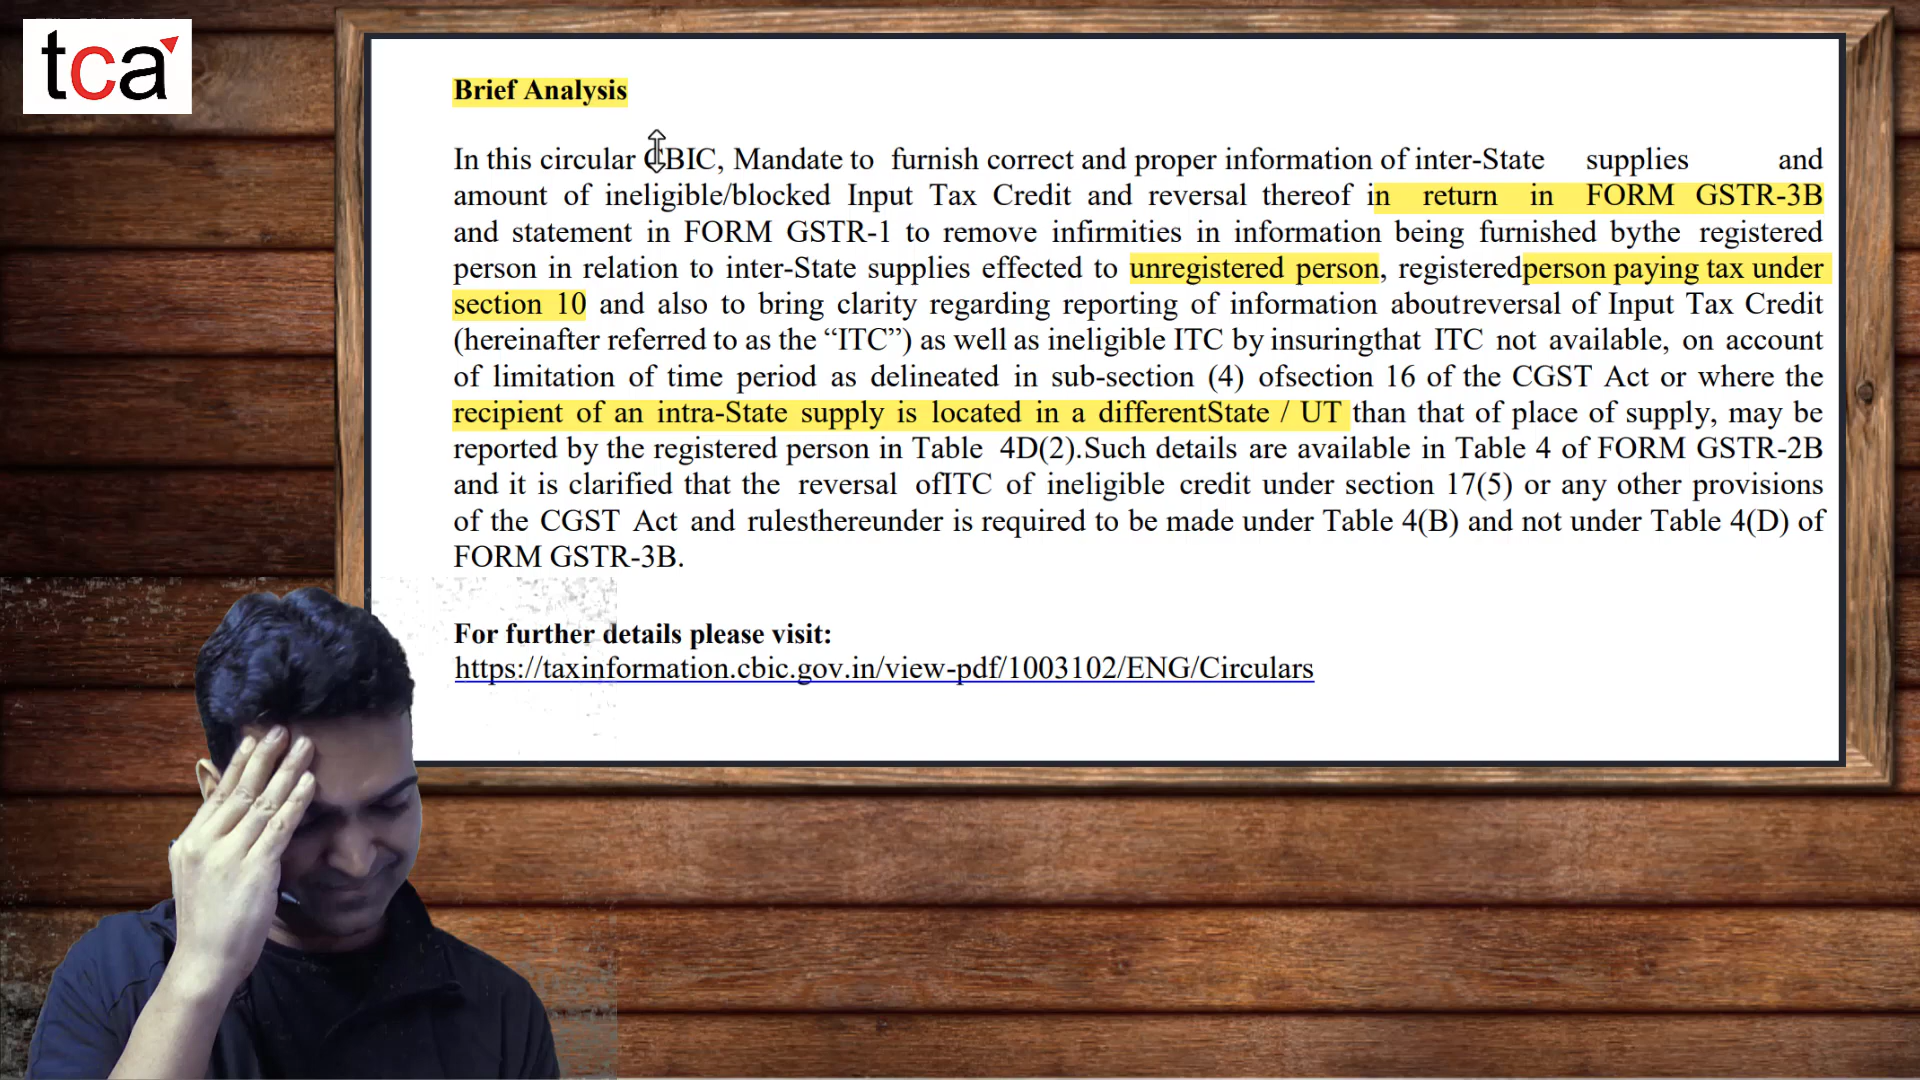 tca
Brief Analysis
In this circular CBIC, Mandate to furnish correct and proper information of inter-State supplies and
amount of ineligible/blocked Input Tax Credit and reversal thereof in return in FORM GSTR-3B
and statement in FORM GSTR-1 to remove infirmities in information being furnished bythe registered
person in relation to inter-State supplies effected to unregistered person, registeredperson paying tax under
section 10 and also to bring clarity regarding reporting of information aboutreversal of Input Tax Credit
(hereinafter referred to as the “ITC”) as well as ineligible ITC by insuringthat ITC not available, on account
of limitation of time period as delineated in sub-section (4) ofsection 16 of the CGST Act or where the
recipient of an intra-State supply is located in a differentState / UT than that of place of supply, may be
reported by the registered person in Table 4D(2).Such details are available in Table 4 of FORM GSTR-2B
and it is clarified that the reversal ofITC of ineligible credit under section 17(5) or any other provisions
of the CGST Act and rulesthereunder is required to be made under Table 4(B) and not under Table 4(D) of
FORM GSTR-3B.
For further details please visit:
https://taxinformation.cbic.gov.in/view-pdf/1003102/ENG/Circulars